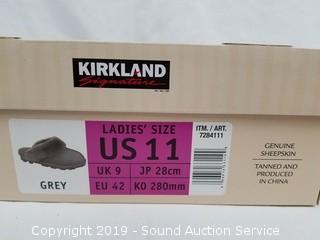 KIRKLAND
Signature
LADIES' SIZE
US 11
UK 9
JP 28cm
EU 42
KO 280mm
GREY
ITM. / ART.
7284111
GENUINE
SHEEPSKIN
TANNED AND
PRODUCED
IN CHINA
Copyright 2019 - Sound Auction Service